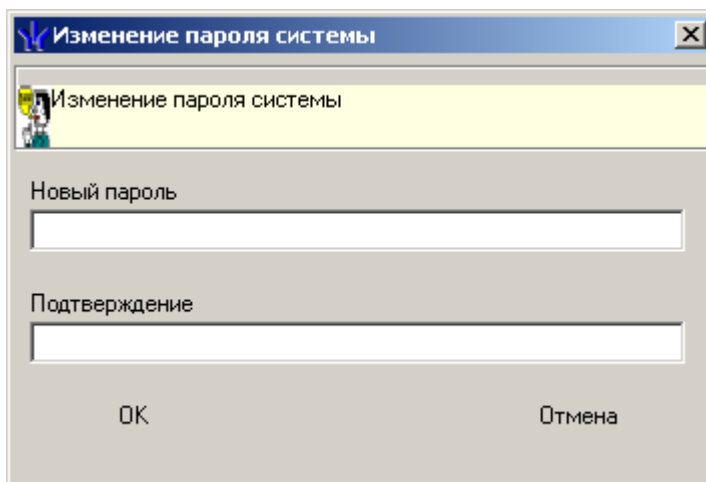 Изменение пароля системы
Изменение пароля системы
Новый пароль
Подтверждение
OK Отмена